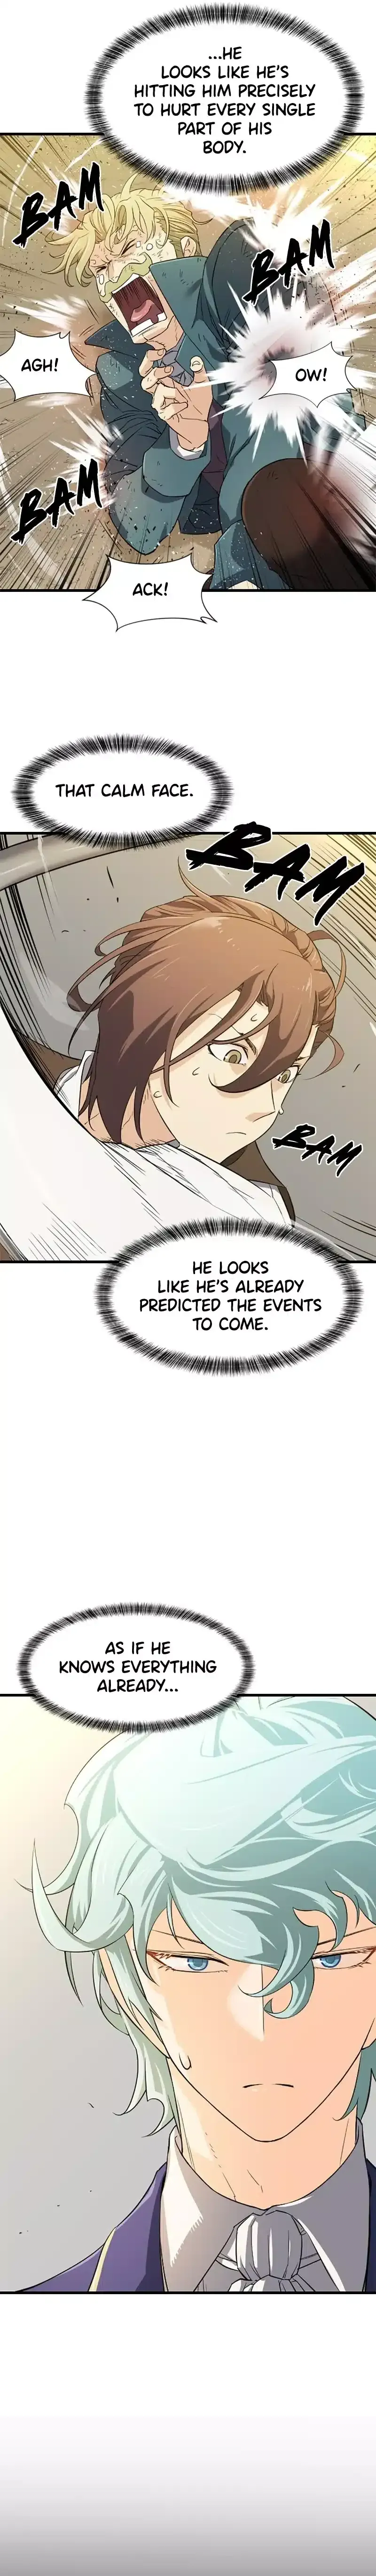 ...HE
LOOKS LIKE HE'S
HITTING HIM PRECISELY
TO HURT EVERY SINGLE
PART OF HIS
BODY.
BAM
BAM
AGH!
OW!
BAM
ACK!
THAT CALM FACE.
BAM
BAM
HE LOOKS
LIKE HE'S ALREADY
PREDICTED THE EVENTS
TO COME.
AS IF HE
KNOWS EVERYTHING
ALREADY...